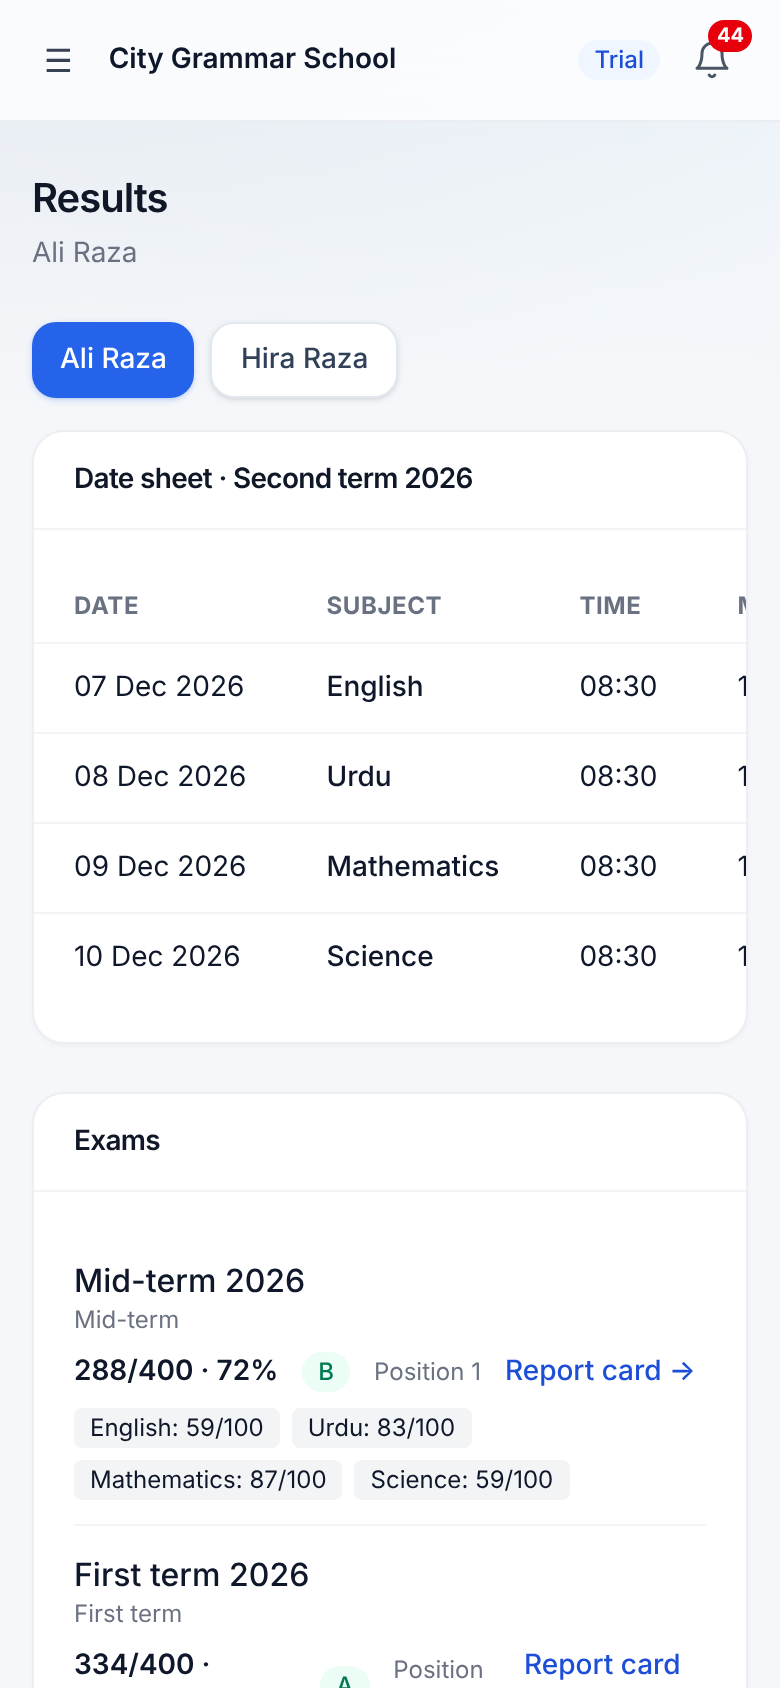 ☰ City Grammar School Trial 44
Results
Ali Raza
Ali Raza Hira Raza
Date sheet · Second term 2026
DATE SUBJECT TIME
07 Dec 2026 English 08:30
08 Dec 2026 Urdu 08:30
09 Dec 2026 Mathematics 08:30
10 Dec 2026 Science 08:30
Exams
Mid-term 2026
Mid-term
288/400 · 72% B Position 1 Report card →
English: 59/100 Urdu: 83/100
Mathematics: 87/100 Science: 59/100
First term 2026
First term
334/400 · A Position Report card